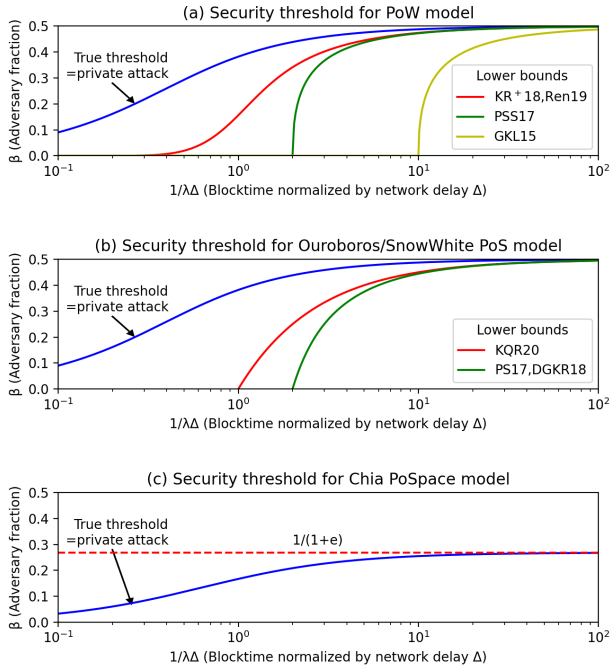 (a) Security threshold for PoW model
0.5
0.4
0.3
0.2
0.1
0.0
β (Adversary fraction)
True threshold
=private attack
Lower bounds
KR⁺18,Ren19
PSS17
GKL15
10⁻¹ 10⁰ 10¹ 10²
1/λΔ (Blocktime normalized by network delay Δ)
(b) Security threshold for Ouroboros/SnowWhite PoS model
0.5
0.4
0.3
0.2
0.1
0.0
β (Adversary fraction)
True threshold
=private attack
Lower bounds
KQR20
PS17,DGKR18
10⁻¹ 10⁰ 10¹ 10²
1/λΔ (Blocktime normalized by network delay Δ)
(c) Security threshold for Chia PoSpace model
0.5
0.4
0.3
0.2
0.1
0.0
β (Adversary fraction)
True threshold
=private attack
1/(1+e)
10⁻¹ 10⁰ 10¹ 10²
1/λΔ (Blocktime normalized by network delay Δ)